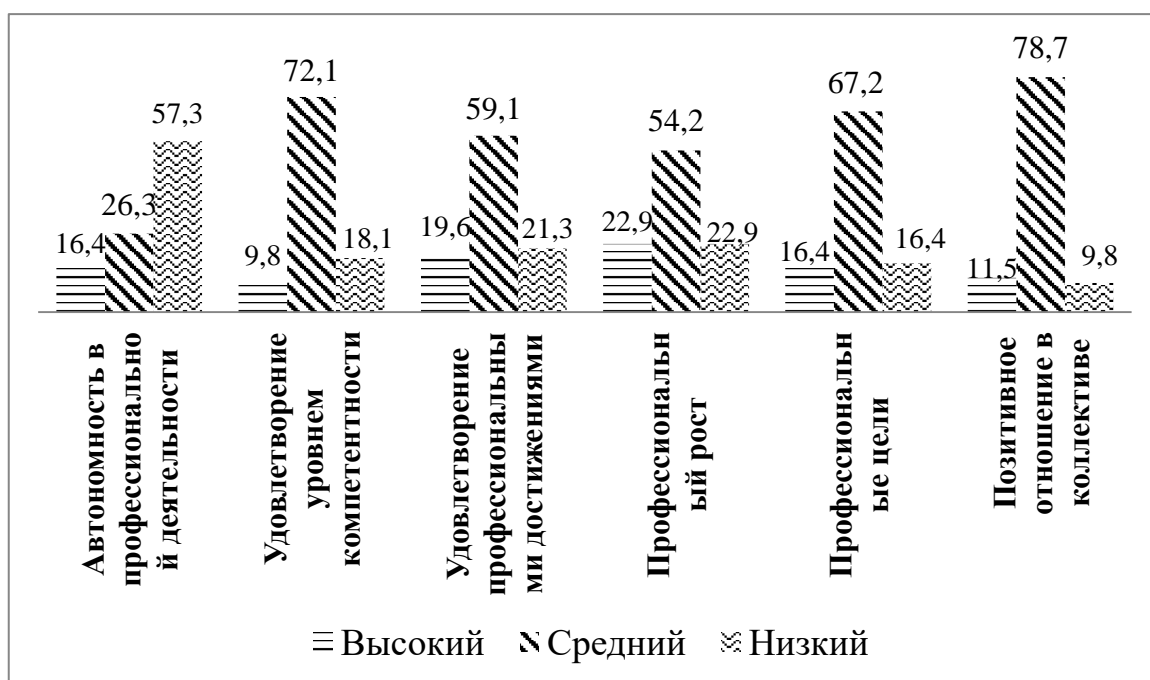 16,4
26,3
57,3
9,8
72,1
18,1
19,6
59,1
21,3
22,9
54,2
22,9
16,4
67,2
16,4
11,5
78,7
9,8
Автономность в
профессионально
й деятельности
Удовлетворение
уровнем
компетентности
Удовлетворение
профессиональны
ми достижениями
Профессиональн
ый рост
Профессиональн
ые цели
Позитивное
отношение в
коллективе
Высокий Средний Низкий